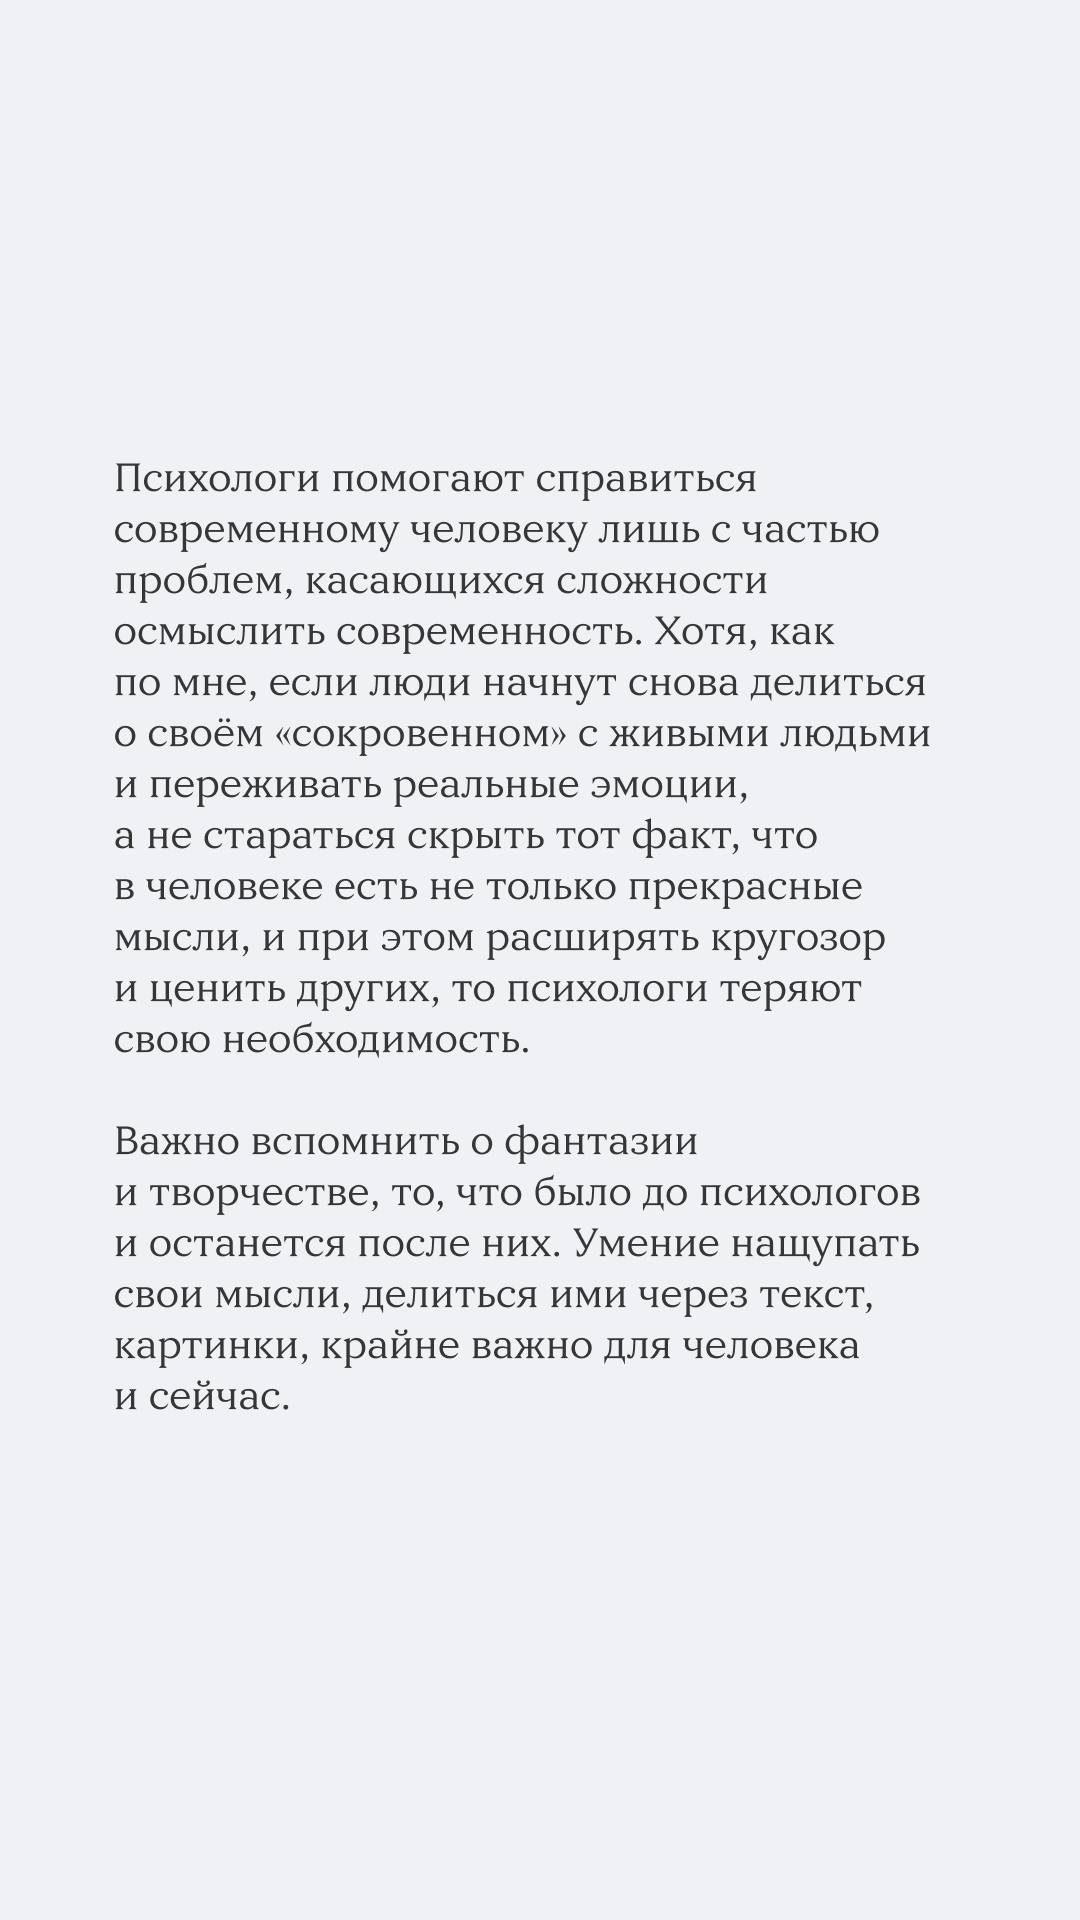 Психологи помогают справиться
современному человеку лишь с частью
проблем, касающихся сложности
осмыслить современность. Хотя, как
по мне, если люди начнут снова делиться
о своём «сокровенном» с живыми людьми
и переживать реальные эмоции,
а не стараться скрыть тот факт, что
в человеке есть не только прекрасные
мысли, и при этом расширять кругозор
и ценить других, то психологи теряют
свою необходимость.
Важно вспомнить о фантазии
и творчестве, то, что было до психологов
и останется после них. Умение нащупать
свои мысли, делиться ими через текст,
картинки, крайне важно для человека
и сейчас.